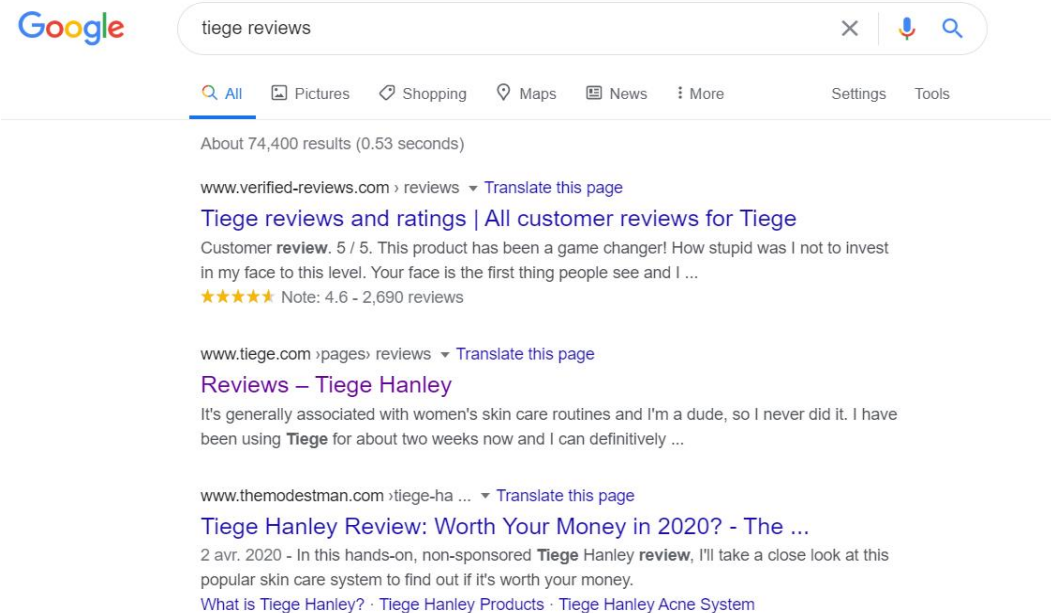 Google
tiege reviews
All Pictures Shopping Maps News More Settings Tools
About 74,400 results (0.53 seconds)
www.verified-reviews.com › reviews Translate this page
Tiege reviews and ratings | All customer reviews for Tiege
Customer review. 5 / 5. This product has been a game changer! How stupid was I not to invest
in my face to this level. Your face is the first thing people see and I ...
Note: 4.6 - 2,690 reviews
www.tiege.com ›pages› reviews Translate this page
Reviews – Tiege Hanley
It's generally associated with women's skin care routines and I'm a dude, so I never did it. I have
been using Tiege for about two weeks now and I can definitively ...
www.themodestman.com ›tiege-ha ... Translate this page
Tiege Hanley Review: Worth Your Money in 2020? - The ...
2 avr. 2020 - In this hands-on, non-sponsored Tiege Hanley review, I'll take a close look at this
popular skin care system to find out if it's worth your money.
What is Tiege Hanley? · Tiege Hanley Products · Tiege Hanley Acne System